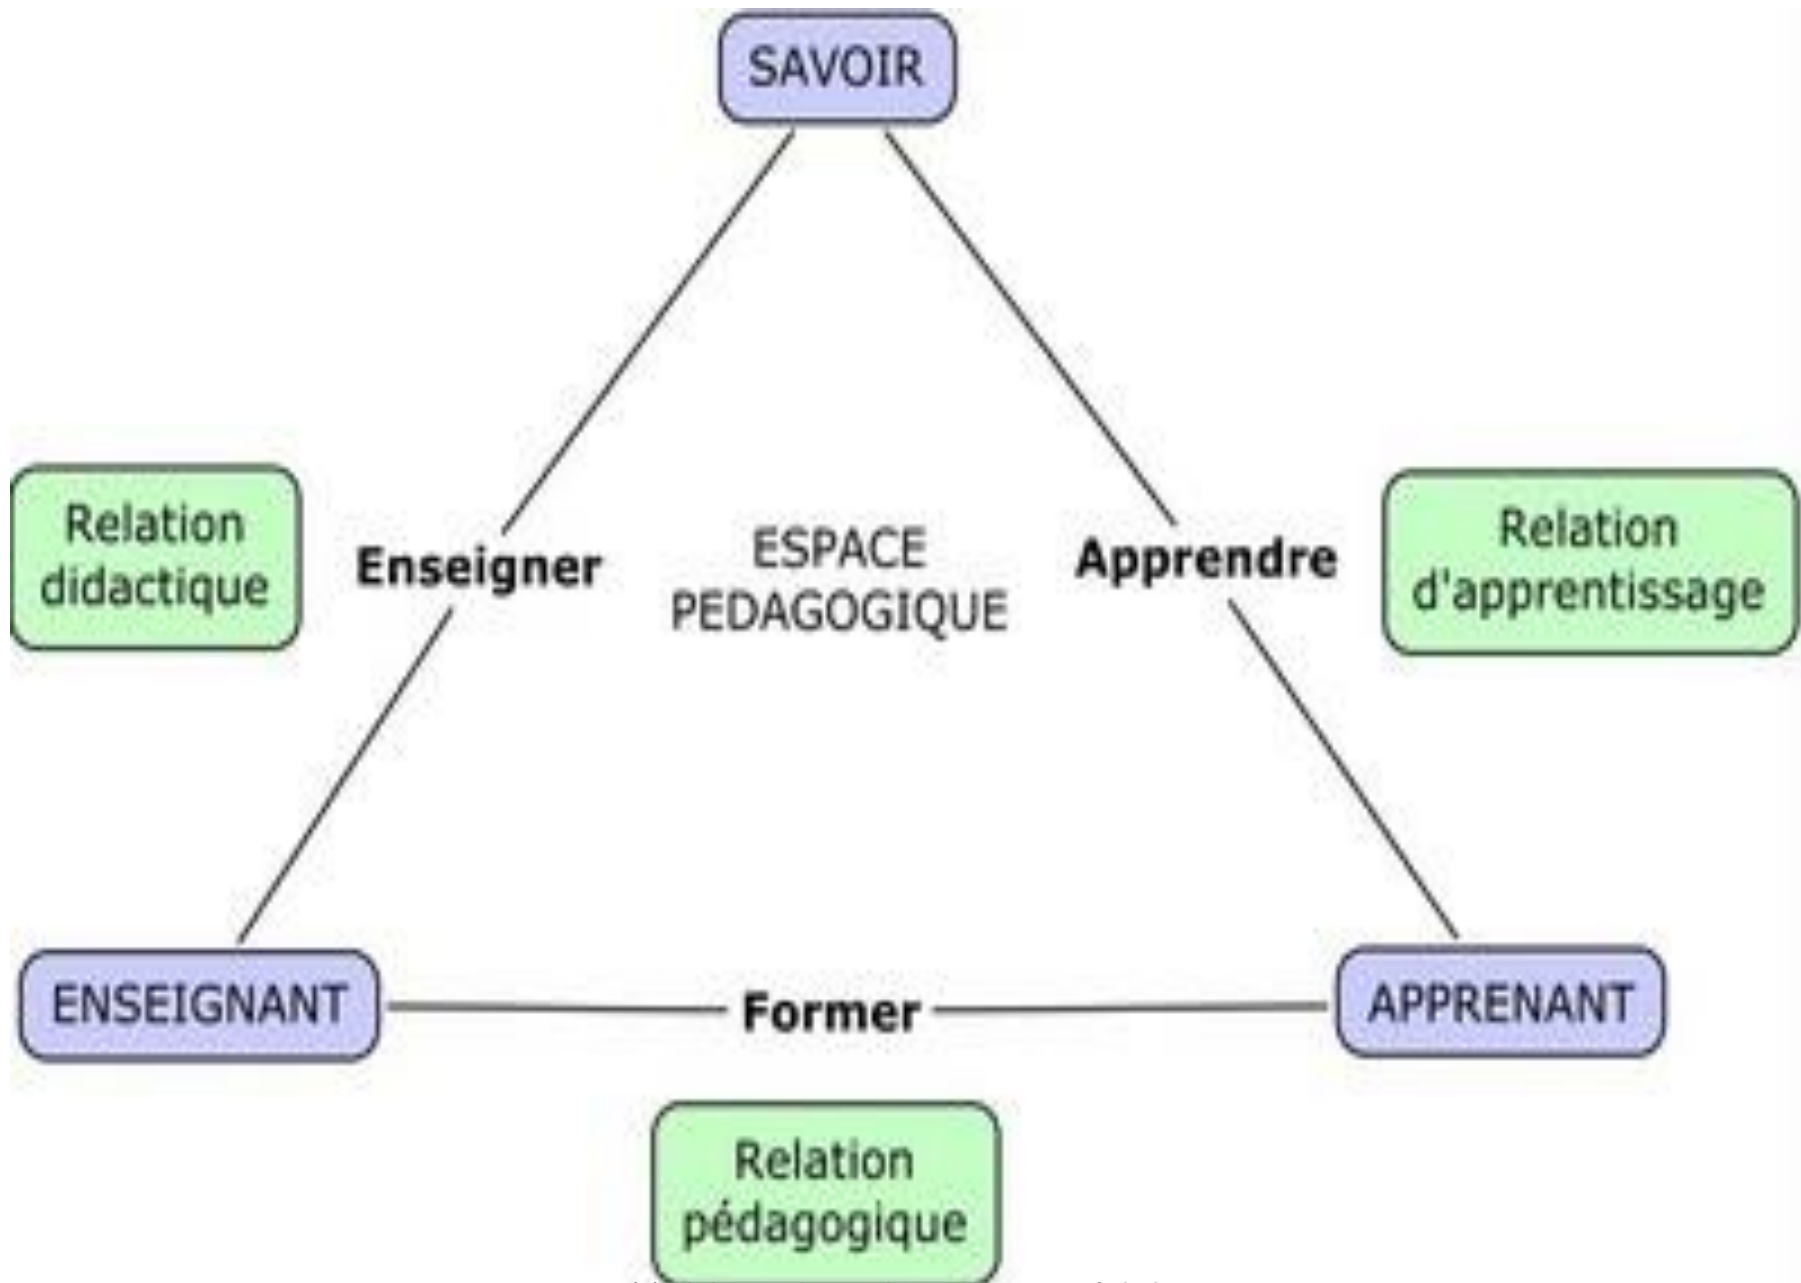 SAVOIR
Relation
didactique
Enseigner
ESPACE
PEDAGOGIQUE
Apprendre
Relation
d'apprentissage
ENSEIGNANT
Former
APPRENANT
Relation
pédagogique